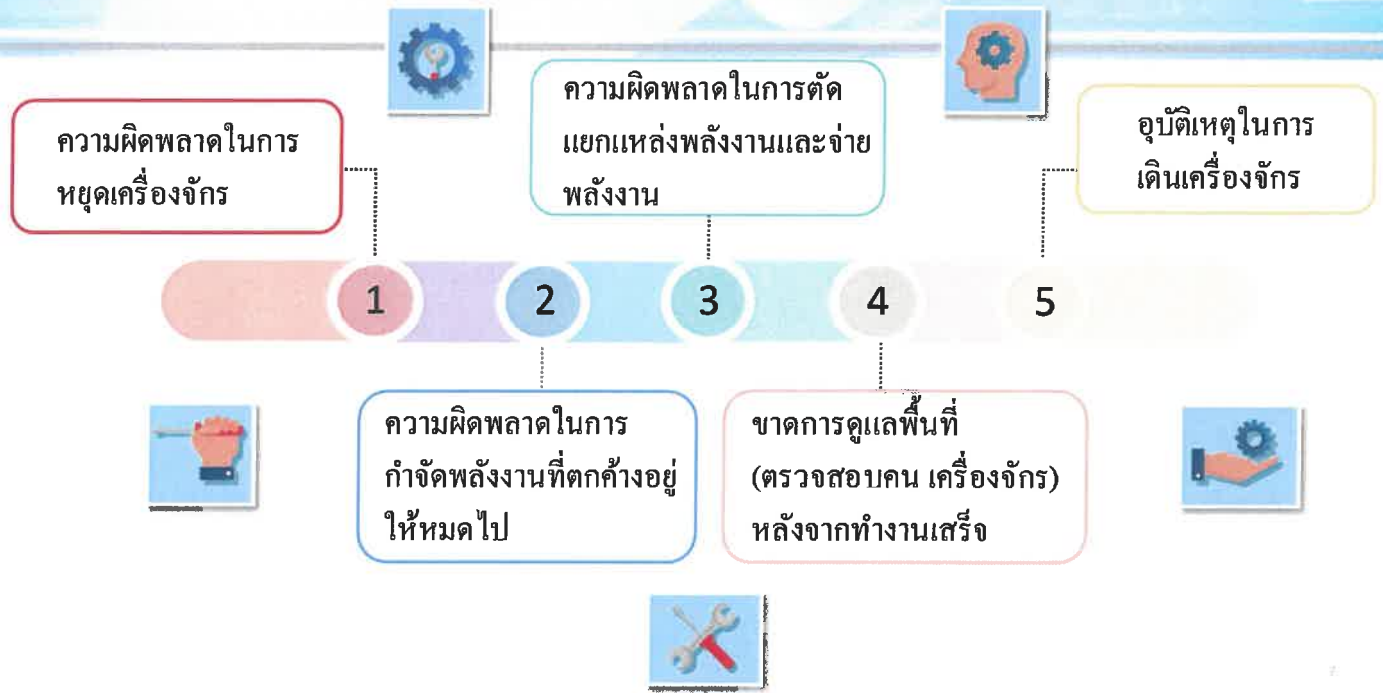 ความผิดพลาดในการ
หยุดเครื่องจักร
ความผิดพลาดในการตัด
แยกแหล่งพลังงานและจ่าย
พลังงาน
อุบัติเหตุในการ
เดินเครื่องจักร
1
2
3
4
5
ความผิดพลาดในการ
กำจัดพลังงานที่ตกค้างอยู่
ให้หมดไป
ขาดการดูแลพื้นที่
(ตรวจสอบคน เครื่องจักร)
หลังจากทำงานเสร็จ
7